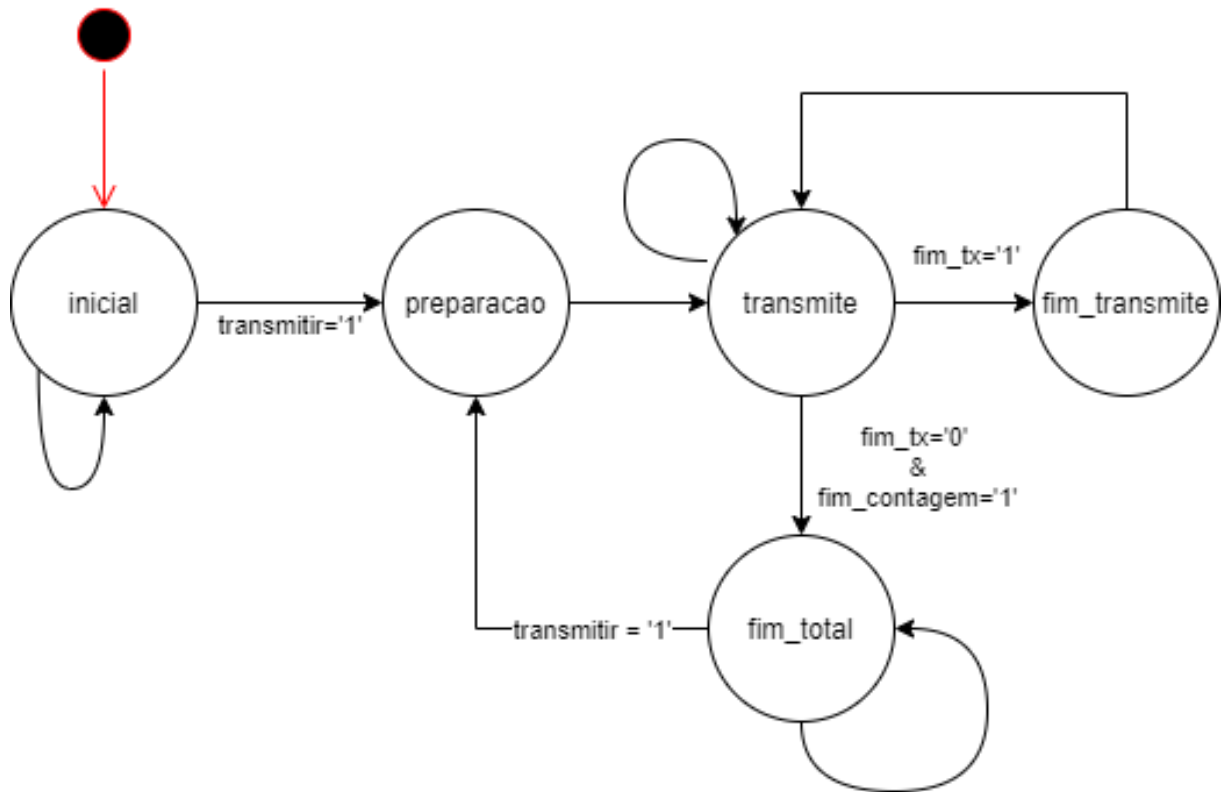 inicial
transmitir='1'
preparacao
transmite
fim_tx='1'
fim_transmite
fim_tx='0'
&
fim_contagem='1'
transmitir = '1'
fim_total